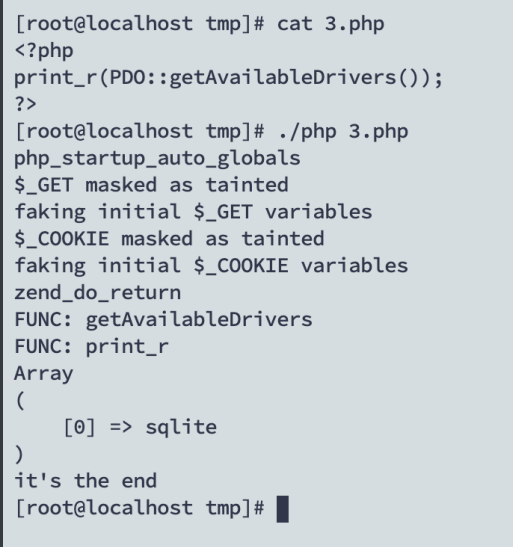 [root@localhost tmp]# cat 3.php
<?php
print_r(PDO::getAvailableDrivers());
?>
[root@localhost tmp]# ./php 3.php
php_startup_auto_globals
$_GET masked as tainted
faking initial $_GET variables
$_COOKIE masked as tainted
faking initial $_COOKIE variables
zend_do_return
FUNC: getAvailableDrivers
FUNC: print_r
Array
(
    [0] => sqlite
)
it's the end
[root@localhost tmp]#